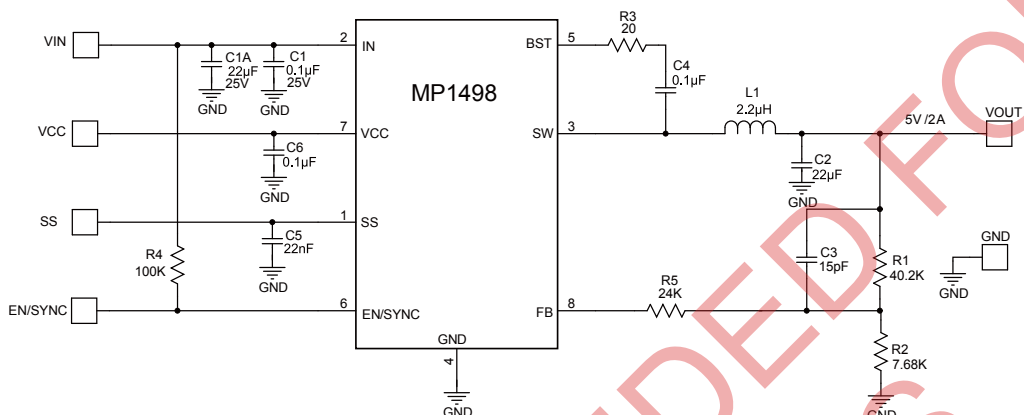 R3
20
VIN
2
IN
BST
5
C1A
22µF
25V
C1
0.1µF
25V
C4
0.1µF
GND
GND
MP1498
L1
2.2µH
VCC
7
VCC
SW
3
5V /2A
VOUT
C6
0.1µF
C2
22µF
GND
GND
SS
1
SS
C5
22nF
R4
100K
GND
C3
15pF
R1
40.2K
GND
GND
R5
24K
EN/SYNC
6
EN/SYNC
FB
8
GND
4
R2
7.68K
GND
GND